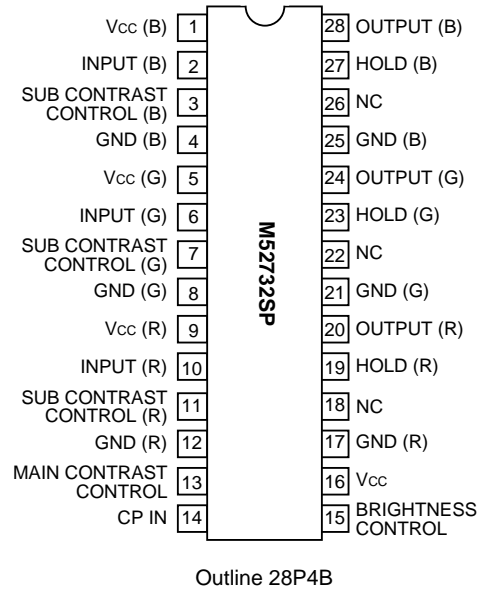 Vcc (B) 1 28 OUTPUT (B)
INPUT (B) 2 27 HOLD (B)
SUB CONTRAST
CONTROL (B) 3 26 NC
GND (B) 4 25 GND (B)
Vcc (G) 5 24 OUTPUT (G)
INPUT (G) 6 23 HOLD (G)
SUB CONTRAST
CONTROL (G) 7 22 NC
GND (G) 8 21 GND (G)
Vcc (R) 9 20 OUTPUT (R)
INPUT (R) 10 19 HOLD (R)
SUB CONTRAST
CONTROL (R) 11 18 NC
GND (R) 12 17 GND (R)
MAIN CONTRAST
CONTROL 13 16 Vcc
CP IN 14 15 BRIGHTNESS
CONTROL
M52732SP
Outline 28P4B